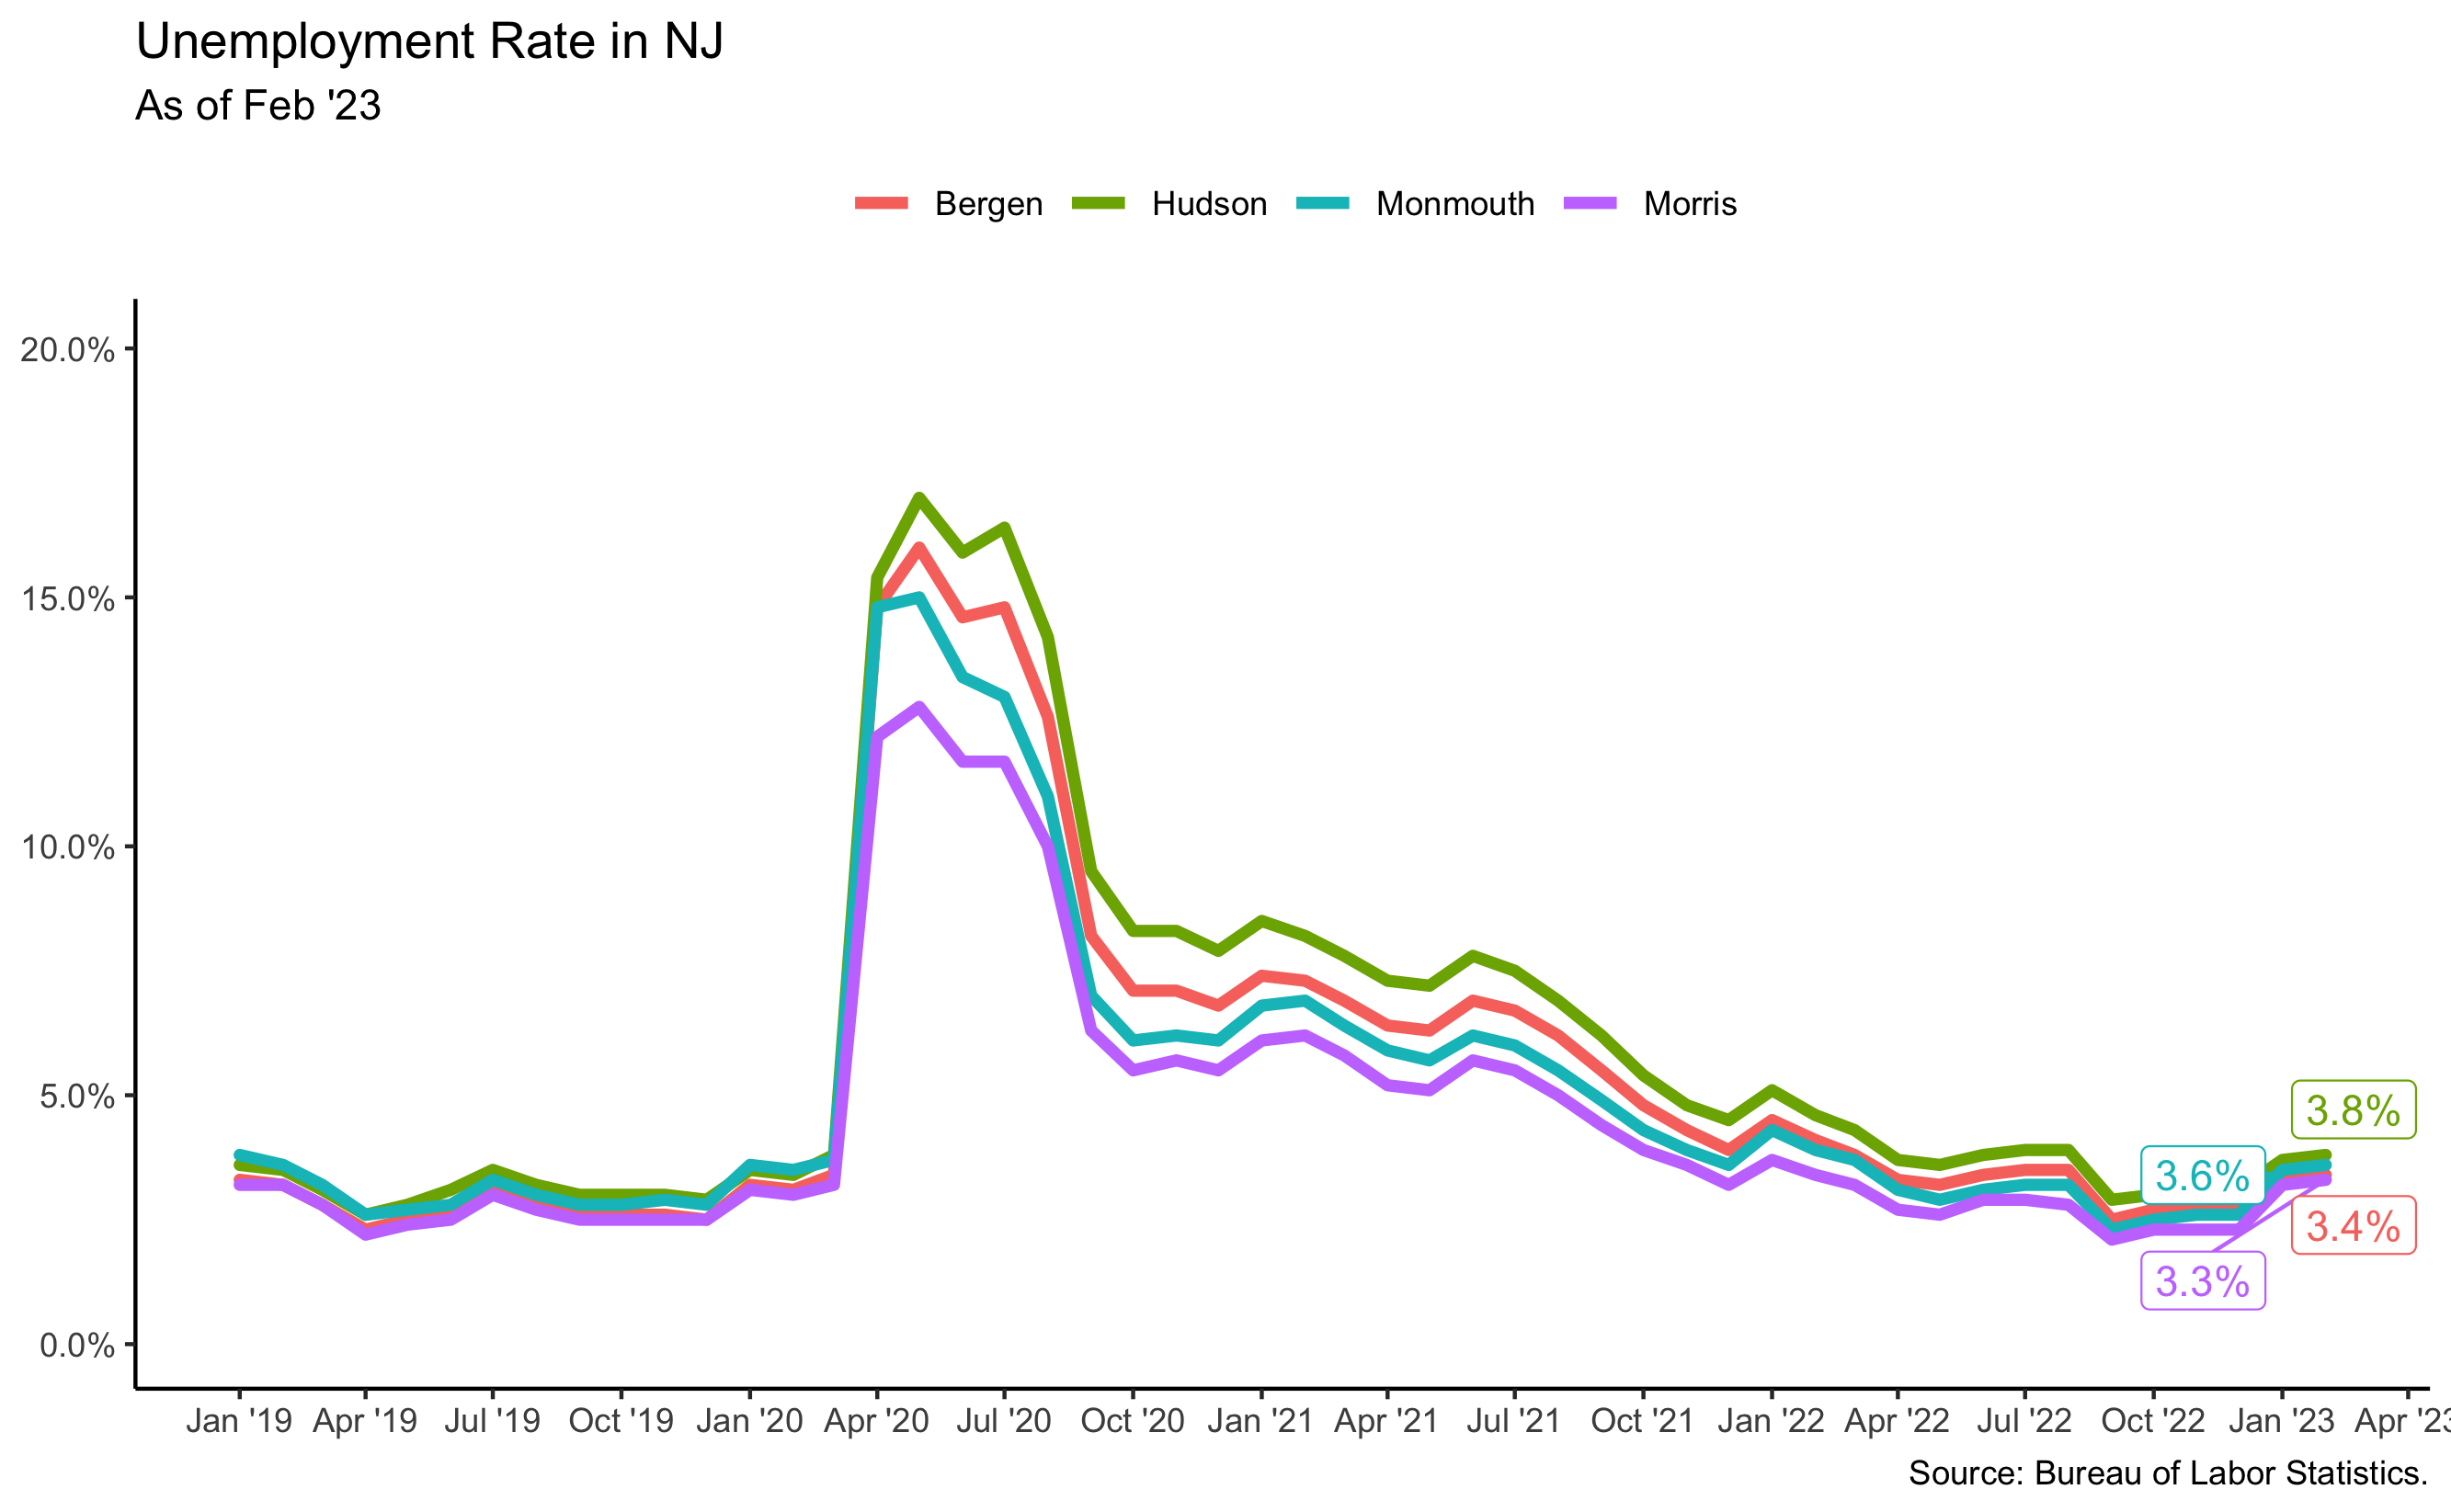 Unemployment Rate in NJ
As of Feb '23
Bergen Hudson Monmouth Morris
20.0%
15.0%
10.0%
5.0%
0.0%
3.8%
3.6%
3.4%
3.3%
Jan '19 Apr '19 Jul '19 Oct '19 Jan '20 Apr '20 Jul '20 Oct '20 Jan '21 Apr '21 Jul '21 Oct '21 Jan '22 Apr '22 Jul '22 Oct '22 Jan '23 Apr '23
Source: Bureau of Labor Statistics.